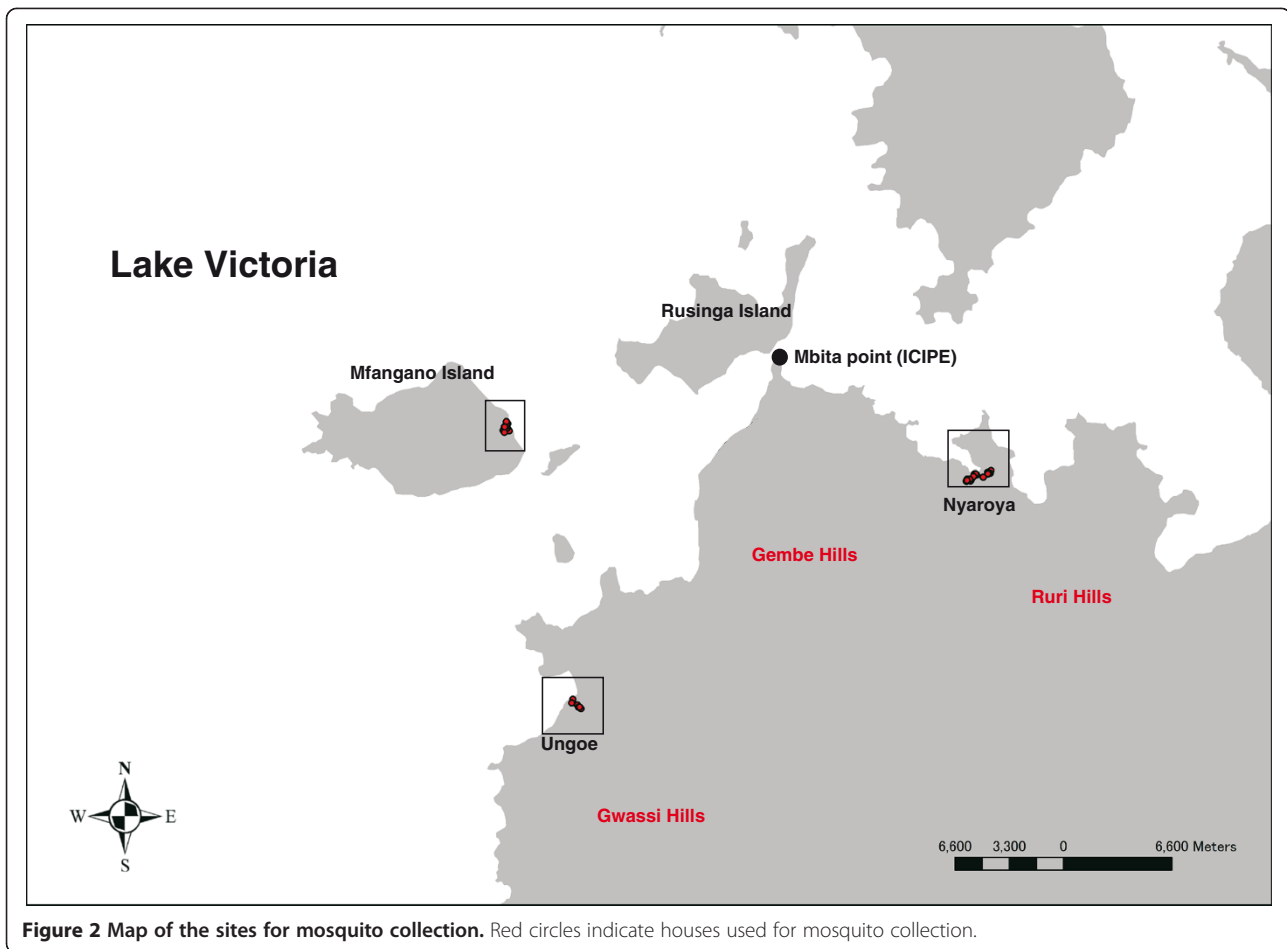 Lake Victoria
Rusinga Island
Mbita point (ICIPE)
Mfangano Island
Nyaroya
Gembe Hills
Ruri Hills
Ungoe
Gwassi Hills
N
W E
S
6,600 3,300 0 6,600 Meters
Figure 2 Map of the sites for mosquito collection. Red circles indicate houses used for mosquito collection.